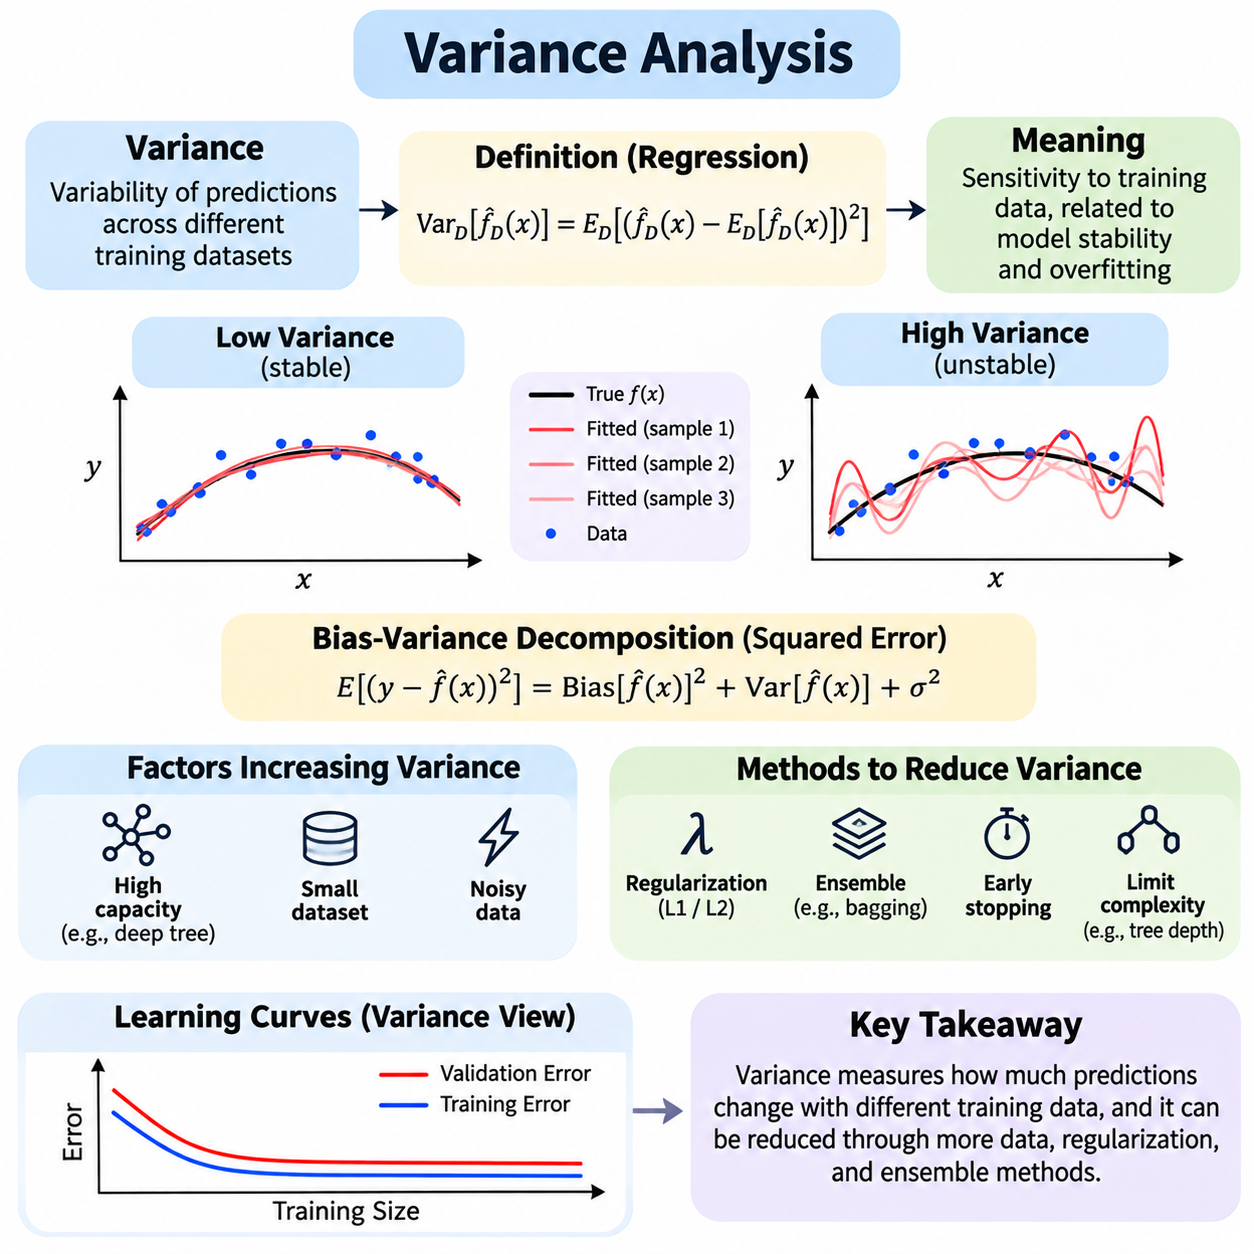 Variance Analysis
Variance
Variability of predictions
across different
training datasets
Definition (Regression)
Var_D[f̂_D(x)] = E_D[(f̂_D(x) − E_D[f̂_D(x)])²]
Meaning
Sensitivity to training
data, related to
model stability
and overfitting
Low Variance
(stable)
y
x
True f(x)
Fitted (sample 1)
Fitted (sample 2)
Fitted (sample 3)
Data
High Variance
(unstable)
y
x
Bias-Variance Decomposition (Squared Error)
E[(y − f̂(x))²] = Bias[f̂(x)]² + Var[f̂(x)] + σ²
Factors Increasing Variance
High
capacity
(e.g., deep tree)
Small
dataset
Noisy
data
Methods to Reduce Variance
λ
Regularization
(L1 / L2)
Ensemble
(e.g., bagging)
Early
stopping
Limit
complexity
(e.g., tree depth)
Learning Curves (Variance View)
Validation Error
Training Error
Error
Training Size
Key Takeaway
Variance measures how much predictions
change with different training data, and it can
be reduced through more data, regularization,
and ensemble methods.